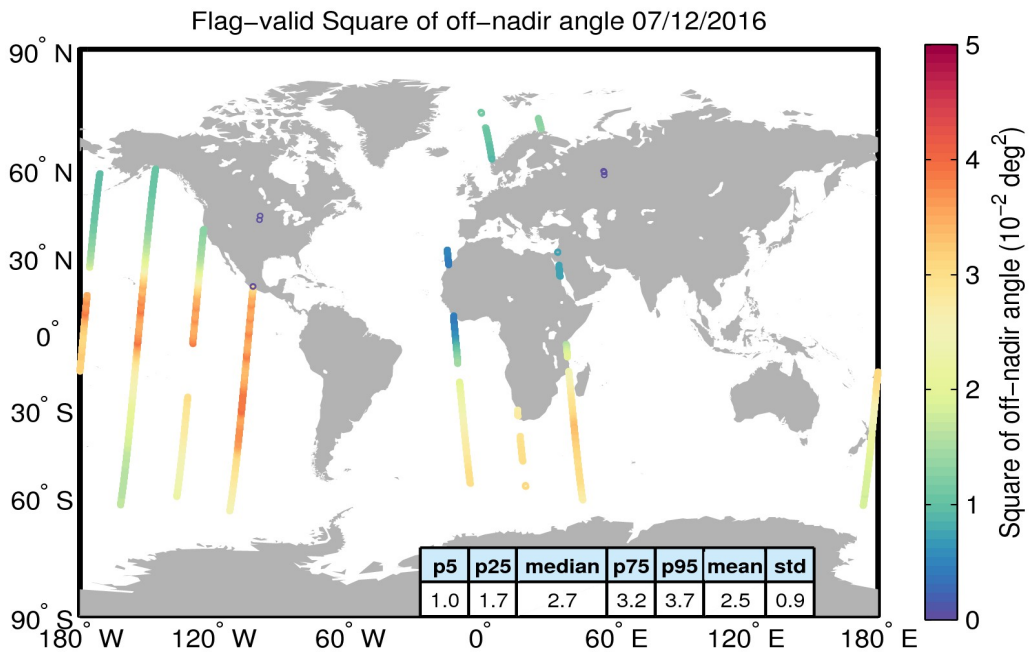 Flag-valid Square of off-nadir angle 07/12/2016
90° N
60° N
30° N
0°
30° S
60° S
90° S
180° W
120° W
60° W
0°
60° E
120° E
180° E
p5 p25 median p75 p95 mean std
1.0 1.7 2.7 3.2 3.7 2.5 0.9
5
4
3
2
1
0
Square of off-nadir angle (10⁻² deg²)